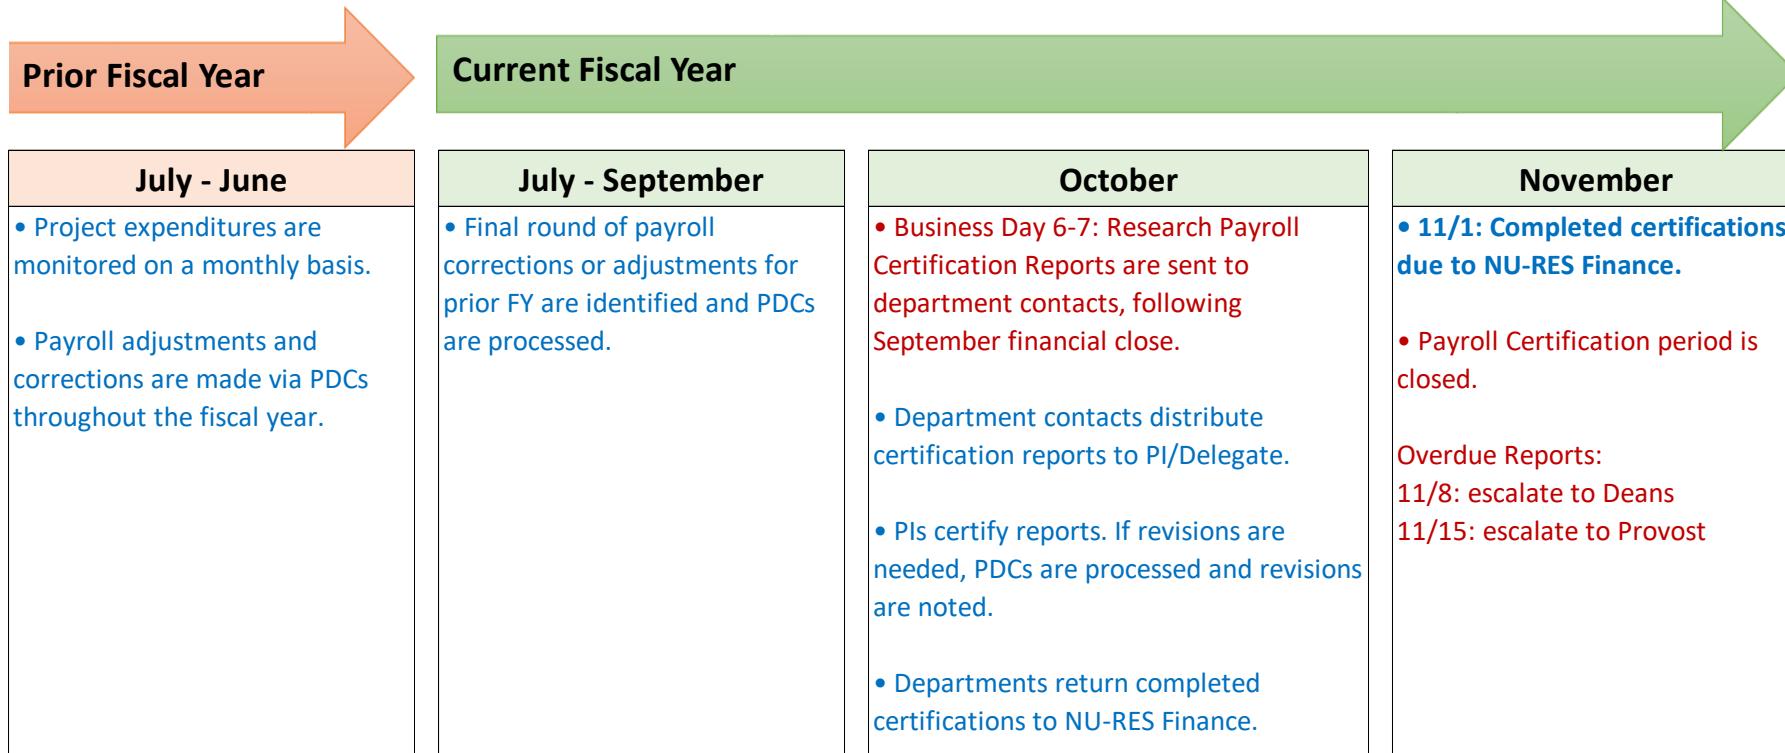 Prior Fiscal Year
Current Fiscal Year
July - June
• Project expenditures are
monitored on a monthly basis.
• Payroll adjustments and
corrections are made via PDCs
throughout the fiscal year.
July - September
• Final round of payroll
corrections or adjustments for
prior FY are identified and PDCs
are processed.
October
• Business Day 6-7: Research Payroll
Certification Reports are sent to
department contacts, following
September financial close.
• Department contacts distribute
certification reports to PI/Delegate.
• PIs certify reports. If revisions are
needed, PDCs are processed and revisions
are noted.
• Departments return completed
certifications to NU-RES Finance.
November
• 11/1: Completed certifications
due to NU-RES Finance.
• Payroll Certification period is
closed.
Overdue Reports:
11/8: escalate to Deans
11/15: escalate to Provost